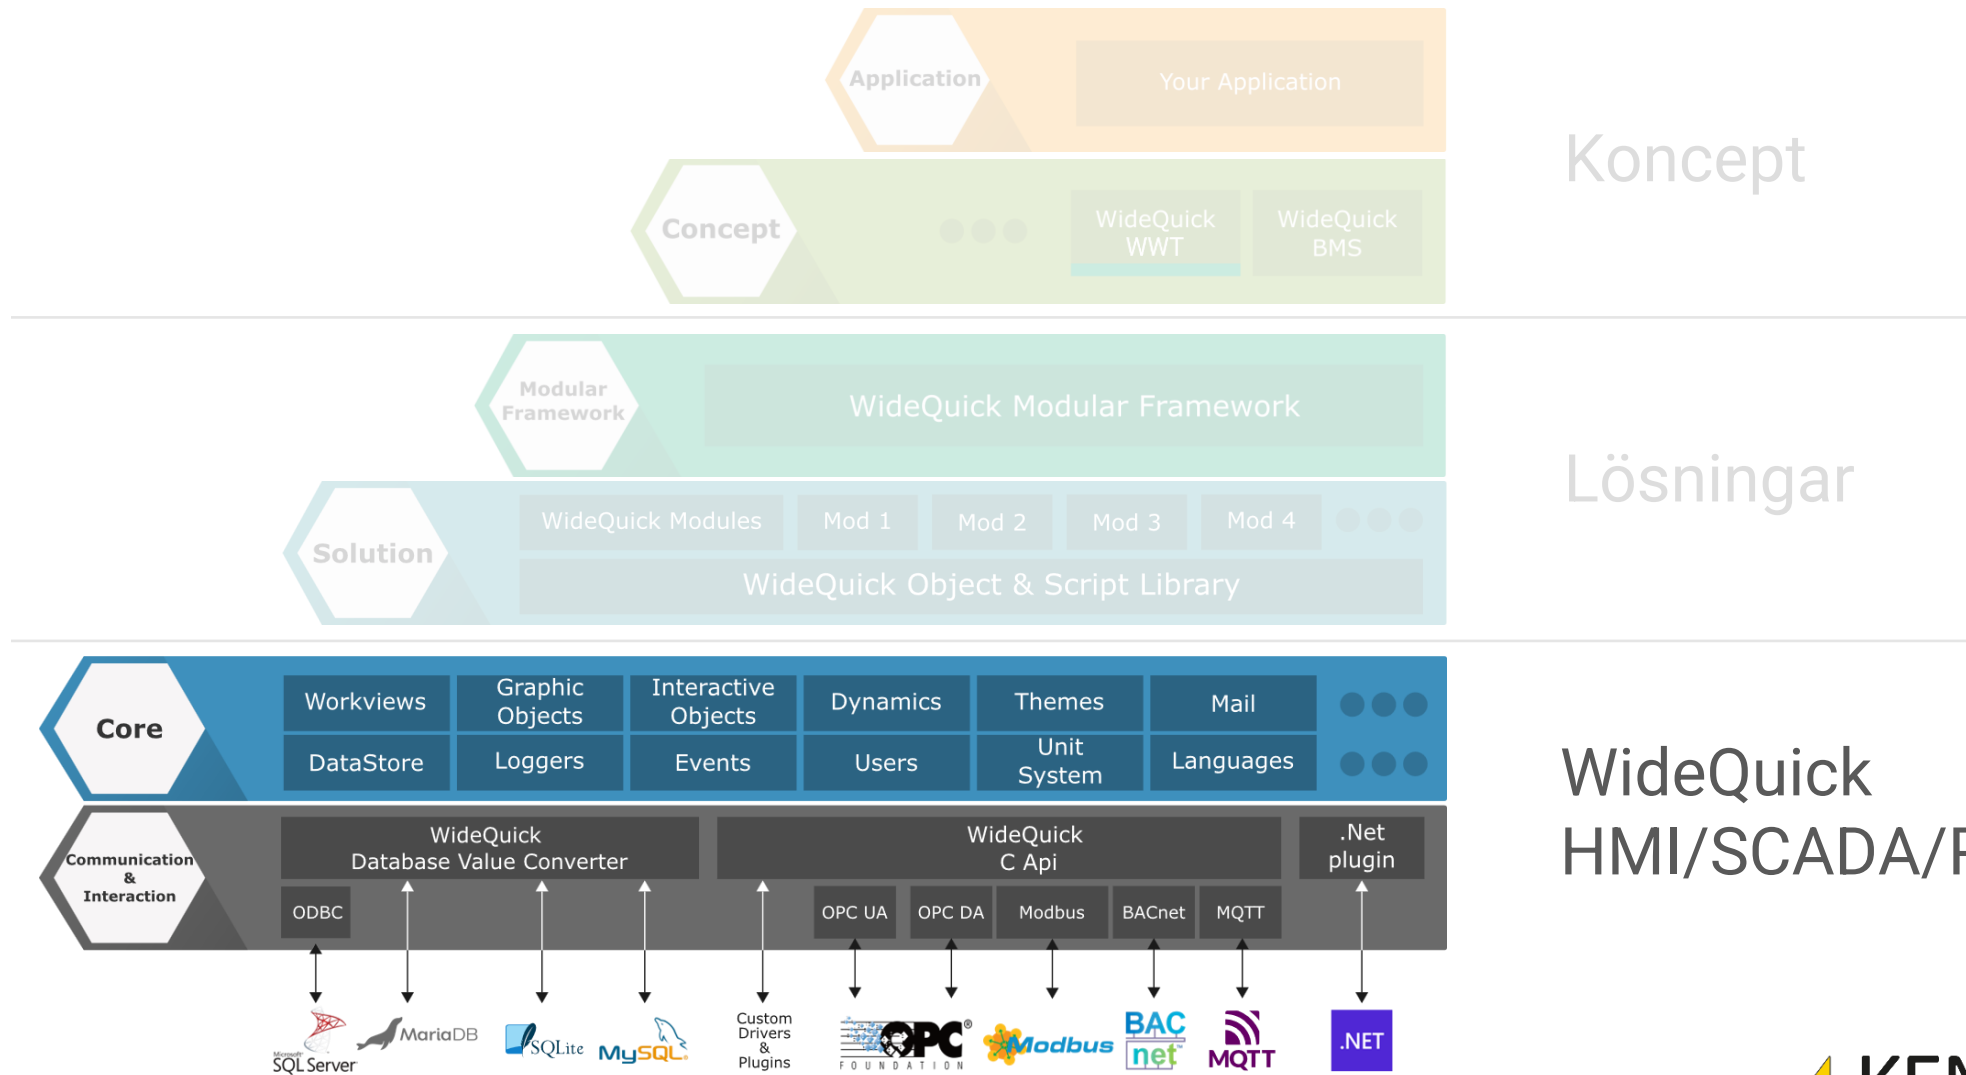 Application
Your Application
Koncept
Concept
WideQuick
WWT
WideQuick
BMS
Modular
Framework
WideQuick Modular Framework
Lösningar
Solution
WideQuick Modules
Mod 1
Mod 2
Mod 3
Mod 4
WideQuick Object & Script Library
Core
Workviews
Graphic
Objects
Interactive
Objects
Dynamics
Themes
Mail
DataStore
Loggers
Events
Users
Unit
System
Languages
WideQuick
HMI/SCADA/
Communication
&
Interaction
WideQuick
Database Value Converter
WideQuick
C Api
.Net
plugin
ODBC
OPC UA
OPC DA
Modbus
BACnet
MQTT
Microsoft
SQL Server
MariaDB
SQLite
MySQL
Custom
Drivers
&
Plugins
OPC
FOUNDATION
Modbus
BAC
net
MQTT
.NET